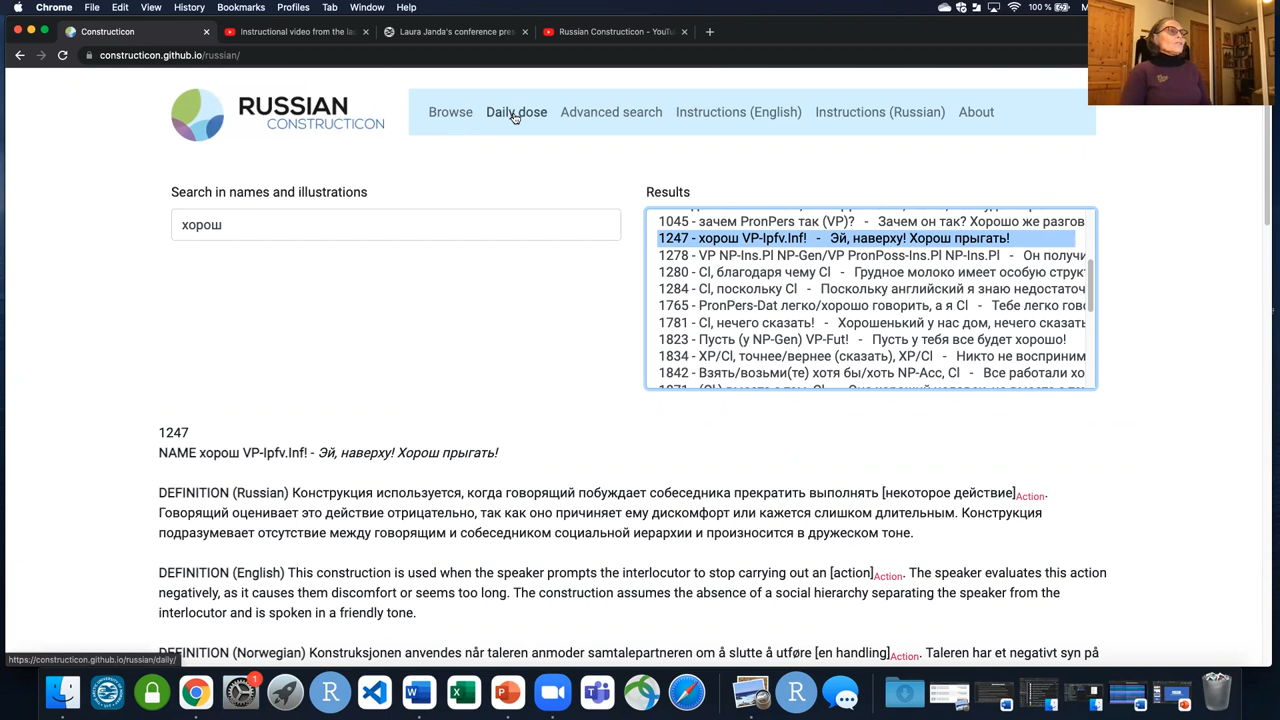 Chrome File Edit View History Bookmarks Profiles Tab Window Help 100 %
Constructicon × Instructional video from the la × Laura Janda's conference pres × Russian Constructicon - YouT × +
constructicon.github.io/russian/
RUSSIAN
CONSTRUCTICON
Browse Daily dose Advanced search Instructions (English) Instructions (Russian) About
Search in names and illustrations
хорош
Results
1045 - зачем PronPers так (VP)? - Зачем он так? Хорошо же разгов
1247 - хорош VP-Ipfv.Inf! - Эй, наверху! Хорош прыгать!
1278 - VP NP-Ins.Pl NP-Gen/VP PronPoss-Ins.Pl NP-Ins.Pl - Он получи
1280 - Cl, благодаря чему Cl - Грудное молоко имеет особую струк
1284 - Cl, поскольку Cl - Поскольку английский я знаю недостаточ
1765 - PronPers-Dat легко/хорошо говорить, а я Cl - Тебе легко гово
1781 - Cl, нечего сказать! - Хорошенький у нас дом, нечего сказать
1823 - Пусть (у NP-Gen) VP-Fut! - Пусть у тебя все будет хорошо!
1834 - XP/Cl, точнее/вернее (сказать), XP/Cl - Никто не восприним
1842 - Взять/возьми(те) хотя бы/хоть NP-Acc, Cl - Все работали хо
1247
NAME хорош VP-Ipfv.Inf! - Эй, наверху! Хорош прыгать!
DEFINITION (Russian) Конструкция используется, когда говорящий побуждает собеседника прекратить выполнять [некоторое действие]Action.
Говорящий оценивает это действие отрицательно, так как оно причиняет ему дискомфорт или кажется слишком длительным. Конструкция
подразумевает отсутствие между говорящим и собеседником социальной иерархии и произносится в дружеском тоне.
DEFINITION (English) This construction is used when the speaker prompts the interlocutor to stop carrying out an [action]Action. The speaker evaluates this action
negatively, as it causes them discomfort or seems too long. The construction assumes the absence of a social hierarchy separating the speaker from the
interlocutor and is spoken in a friendly tone.
DEFINITION (Norwegian) Konstruksjonen anvendes når taleren anmoder samtalepartneren om å slutte å utføre [en handling]Action. Taleren har et negativt syn på
https://constructicon.github.io/russian/daily/